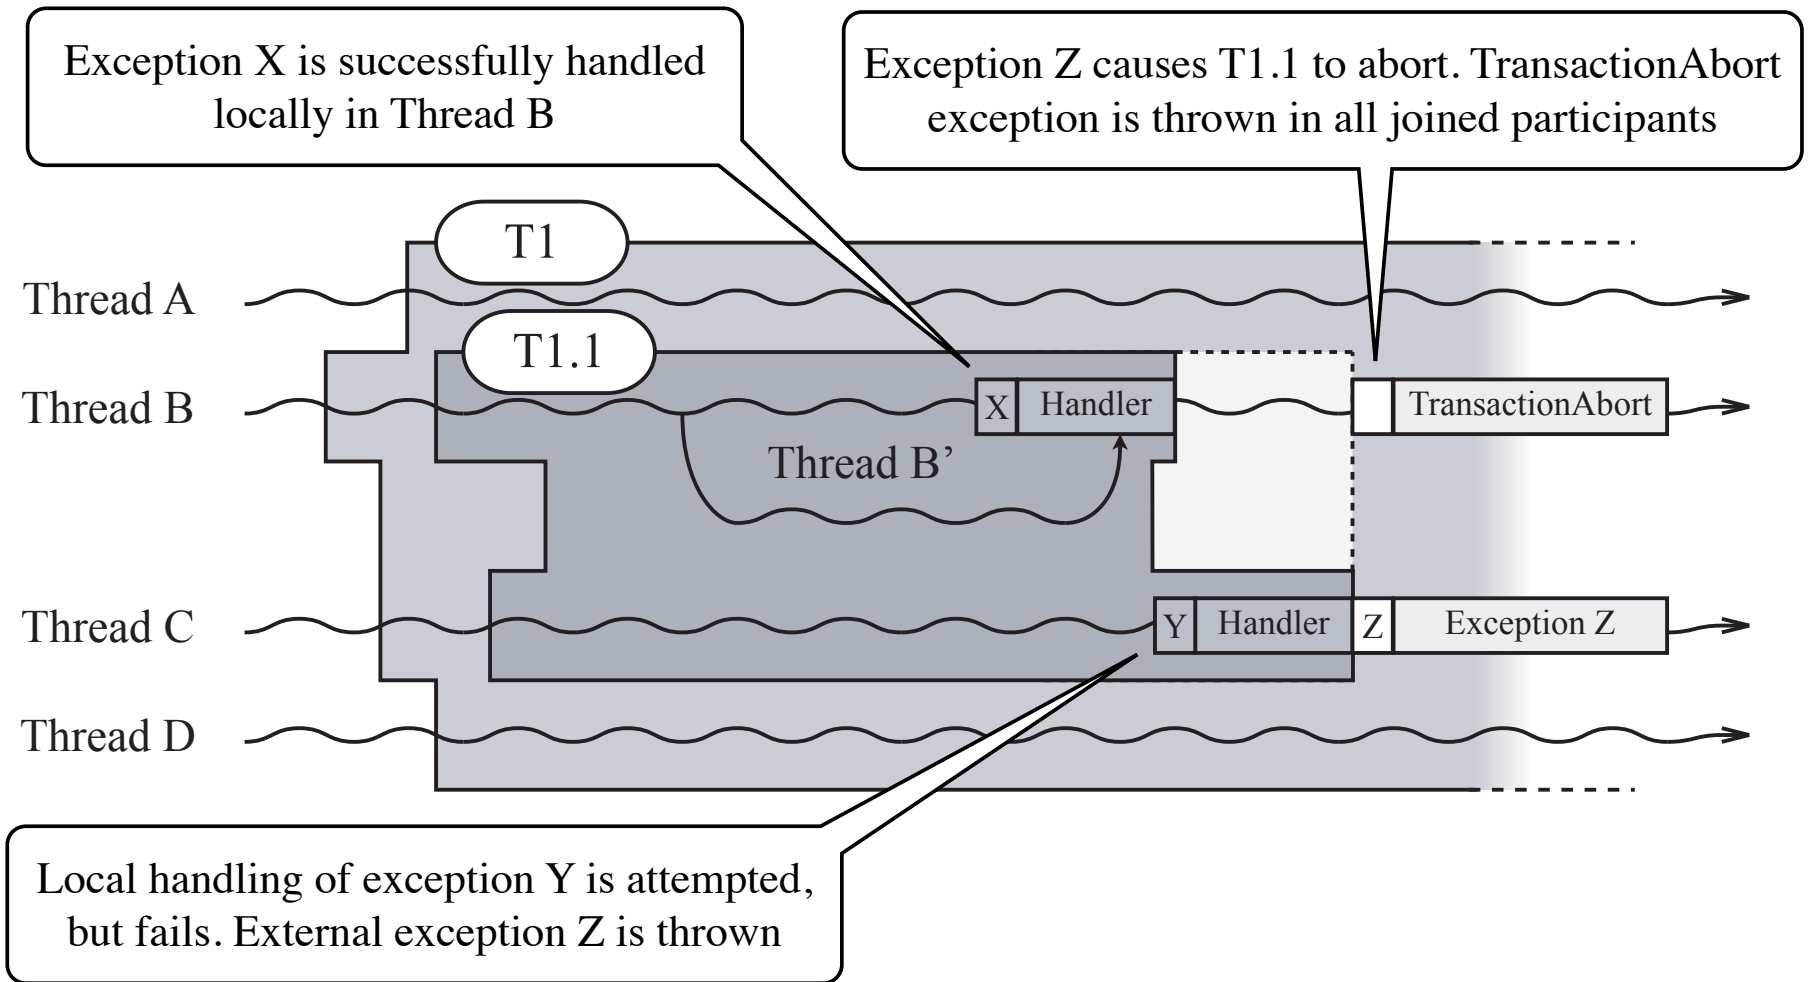 Exception X is successfully handled
locally in Thread B
Exception Z causes T1.1 to abort. TransactionAbort
exception is thrown in all joined participants
T1
Thread A
T1.1
Thread B
X
Handler
TransactionAbort
Thread B’
Thread C
Y
Handler
Z
Exception Z
Thread D
Local handling of exception Y is attempted,
but fails. External exception Z is thrown